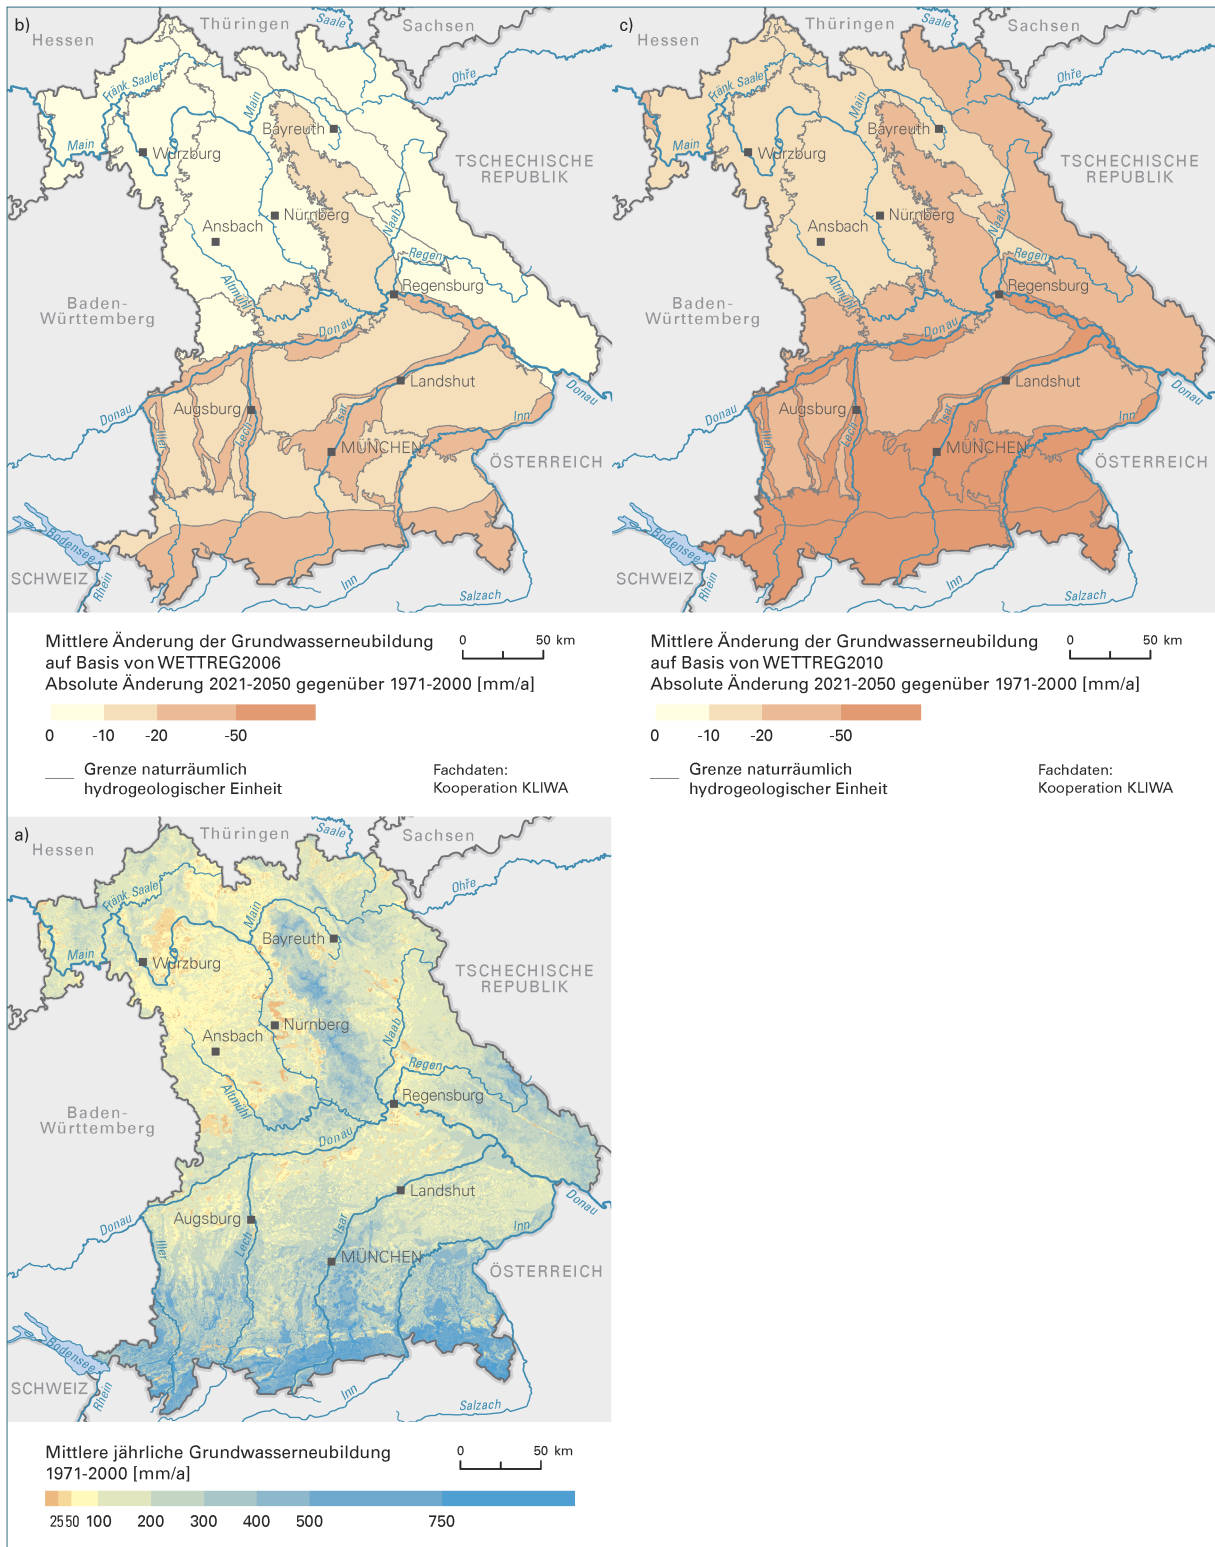 b)
Hessen
Thüringen
Saale
Sachsen
Fränk. Saale
Ohře
Main
Main
Bayreuth
Würzburg
TSCHECHISCHE
REPUBLIK
Nürnberg
Ansbach
Naab
Regen
Altmühl
Regensburg
Baden-
Württemberg
Donau
Landshut
Donau
Augsburg
Donau
Isar
Inn
Iller
Lech
MÜNCHEN
ÖSTERREICH
Bodensee
SCHWEIZ
Rhein
Inn
Salzach
Mittlere Änderung der Grundwasserneubildung
auf Basis von WETTREG2006
Absolute Änderung 2021-2050 gegenüber 1971-2000 [mm/a]
0 50 km
0 -10 -20 -50
Grenze naturräumlich
hydrogeologischer Einheit
Fachdaten:
Kooperation KLIWA
c)
Hessen
Thüringen
Saale
Sachsen
Fränk. Saale
Ohře
Main
Main
Bayreuth
Würzburg
TSCHECHISCHE
REPUBLIK
Nürnberg
Ansbach
Naab
Regen
Altmühl
Regensburg
Baden-
Württemberg
Donau
Landshut
Donau
Augsburg
Donau
Isar
Inn
Iller
Lech
MÜNCHEN
ÖSTERREICH
Bodensee
SCHWEIZ
Rhein
Inn
Salzach
Mittlere Änderung der Grundwasserneubildung
auf Basis von WETTREG2010
Absolute Änderung 2021-2050 gegenüber 1971-2000 [mm/a]
0 50 km
0 -10 -20 -50
Grenze naturräumlich
hydrogeologischer Einheit
Fachdaten:
Kooperation KLIWA
a)
Hessen
Thüringen
Saale
Sachsen
Fränk. Saale
Ohře
Main
Main
Bayreuth
Würzburg
TSCHECHISCHE
REPUBLIK
Nürnberg
Ansbach
Naab
Regen
Altmühl
Regensburg
Baden-
Württemberg
Donau
Landshut
Donau
Augsburg
Donau
Isar
Inn
Iller
Lech
MÜNCHEN
ÖSTERREICH
Bodensee
SCHWEIZ
Rhein
Inn
Salzach
Mittlere jährliche Grundwasserneubildung
1971-2000 [mm/a]
0 50 km
25 50 100 200 300 400 500 750